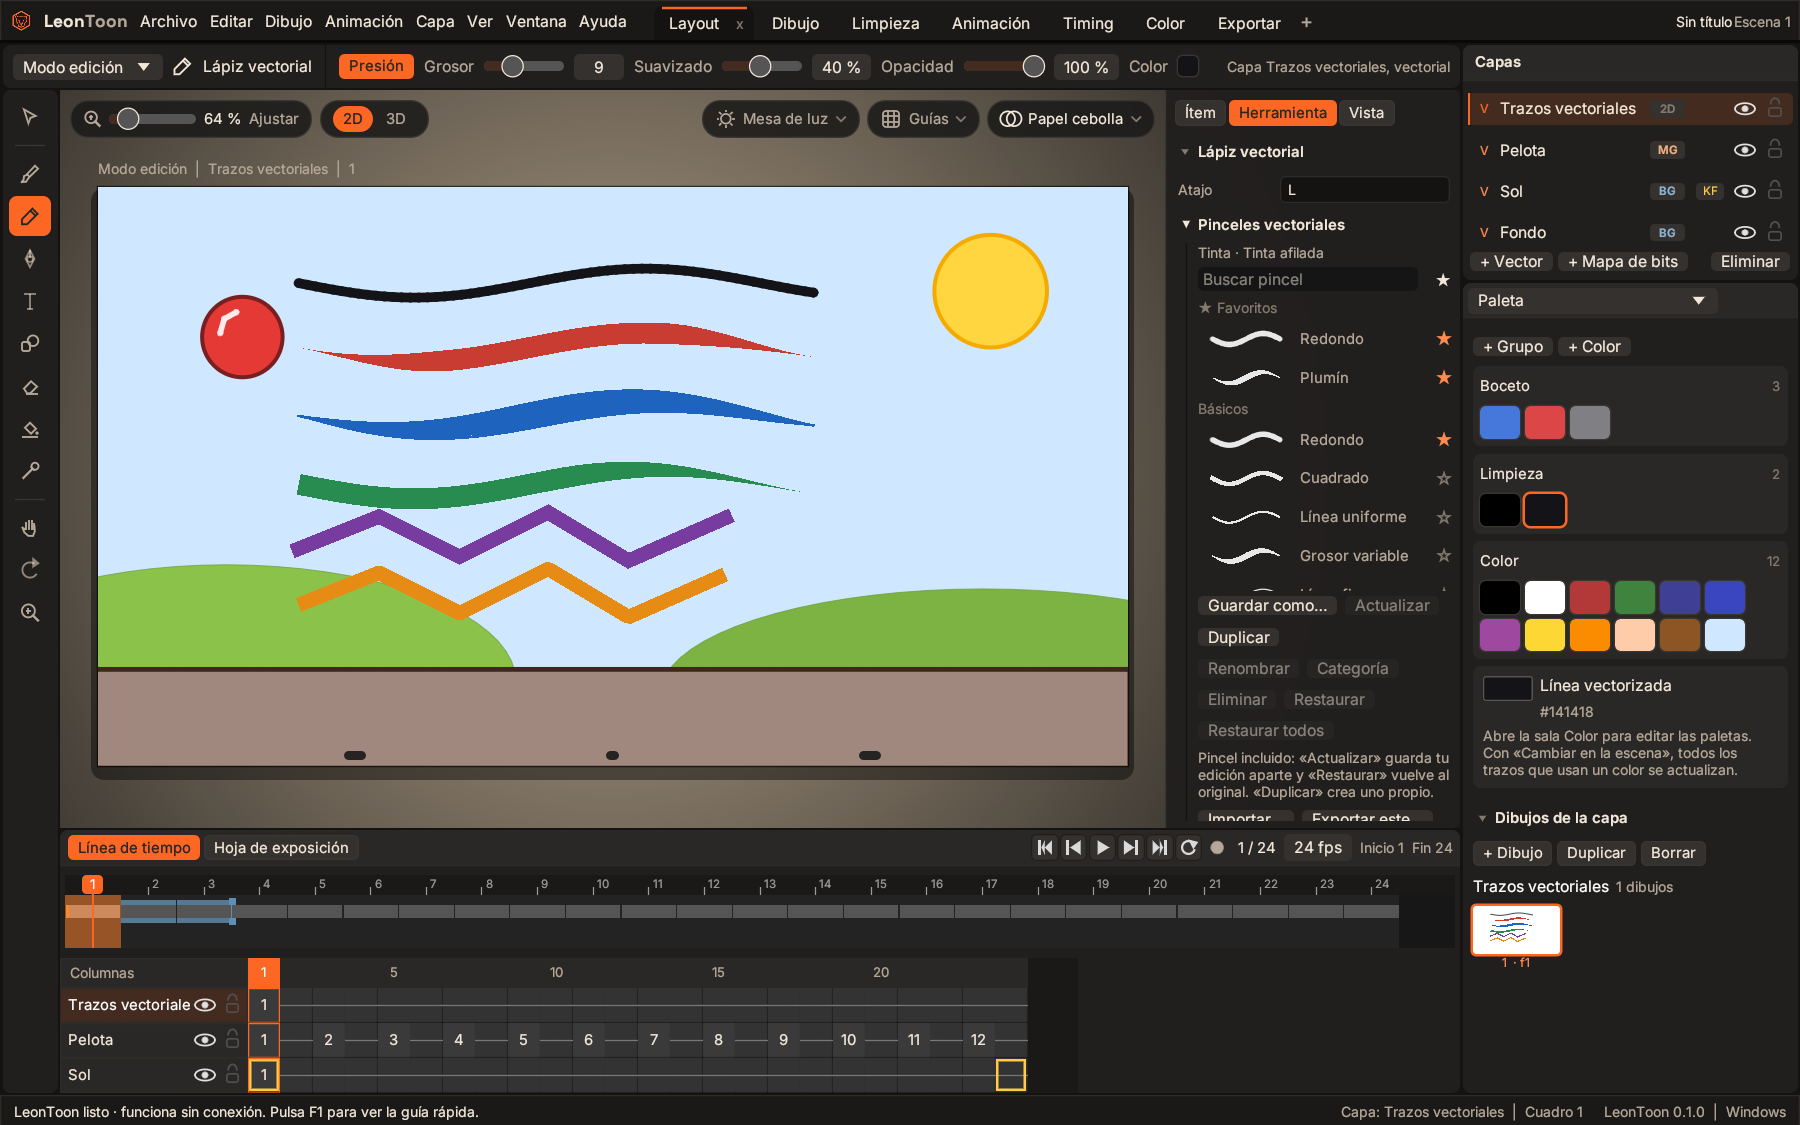 LeonToon Archivo Editar Dibujo Animación Capa Ver Ventana Ayuda Layout x Dibujo Limpieza Animación Timing Color Exportar + Sin título Escena 1
Modo edición Lápiz vectorial Presión Grosor 9 Suavizado 40 % Opacidad 100 % Color Capa Trazos vectoriales, vectorial
64 % Ajustar 2D 3D Mesa de luz Guías Papel cebolla
Modo edición | Trazos vectoriales | 1
Ítem Herramienta Vista
Lápiz vectorial
Atajo L
Pinceles vectoriales
Tinta · Tinta afilada
Buscar pincel
Favoritos
Redondo
Plumín
Básicos
Redondo
Cuadrado
Línea uniforme
Grosor variable
Guardar como... Actualizar
Duplicar
Renombrar Categoría
Eliminar Restaurar
Restaurar todos
Pincel incluido: «Actualizar» guarda tu
edición aparte y «Restaurar» vuelve al
original. «Duplicar» crea uno propio.
Importar Exportar este
Capas
V Trazos vectoriales 2D
V Pelota MG
V Sol BG KF
V Fondo BG
+ Vector + Mapa de bits Eliminar
Paleta
+ Grupo + Color
Boceto 3
Limpieza 2
Color 12
Línea vectorizada
#141418
Abre la sala Color para editar las paletas.
Con «Cambiar en la escena», todos los
trazos que usan un color se actualizan.
Dibujos de la capa
+ Dibujo Duplicar Borrar
Trazos vectoriales 1 dibujos
1 · f1
Línea de tiempo Hoja de exposición 1 / 24 24 fps Inicio 1 Fin 24
1 2 3 4 5 6 7 8 9 10 11 12 13 14 15 16 17 18 19 20 21 22 23 24
Columnas 1 5 10 15 20
Trazos vectoriale 1
Pelota 1 2 3 4 5 6 7 8 9 10 11 12
Sol 1
LeonToon listo · funciona sin conexión. Pulsa F1 para ver la guía rápida. Capa: Trazos vectoriales | Cuadro 1 LeonToon 0.1.0 | Windows